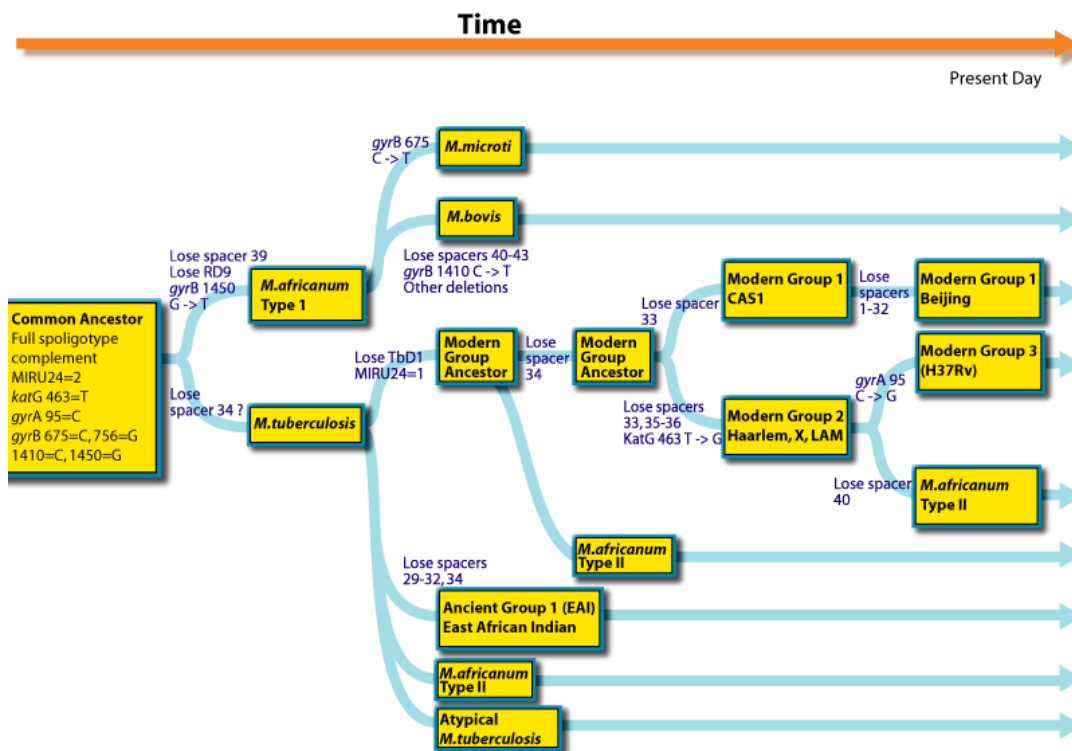 Time
Present Day
gyrB 675
C -> T
M.microti
M.bovis
Lose spacer 39
Lose RD9
gyrB 1450
G -> T
M.africanum
Type 1
Lose spacers 40-43
gyrB 1410 C -> T
Other deletions
Common Ancestor
Full spoligotype
complement
MIRU24=2
katG 463=T
gyrA 95=C
gyrB 675=C, 756=G
1410=C, 1450=G
Lose
spacer 34 ?
M.tuberculosis
Lose TbD1
MIRU24=1
Modern
Group
Ancestor
Lose
spacer
34
Modern
Group
Ancestor
Lose spacer
33
Modern Group 1
CAS1
Lose
spacers
1-32
Modern Group 1
Beijing
Lose spacers
33, 35-36
KatG 463 T -> G
Modern Group 2
Haarlem, X, LAM
gyrA 95
C -> G
Modern Group 3
(H37Rv)
Lose spacer
40
M.africanum
Type II
M.africanum
Type II
Lose spacers
29-32, 34
Ancient Group 1 (EAI)
East African Indian
M.africanum
Type II
Atypical
M.tuberculosis